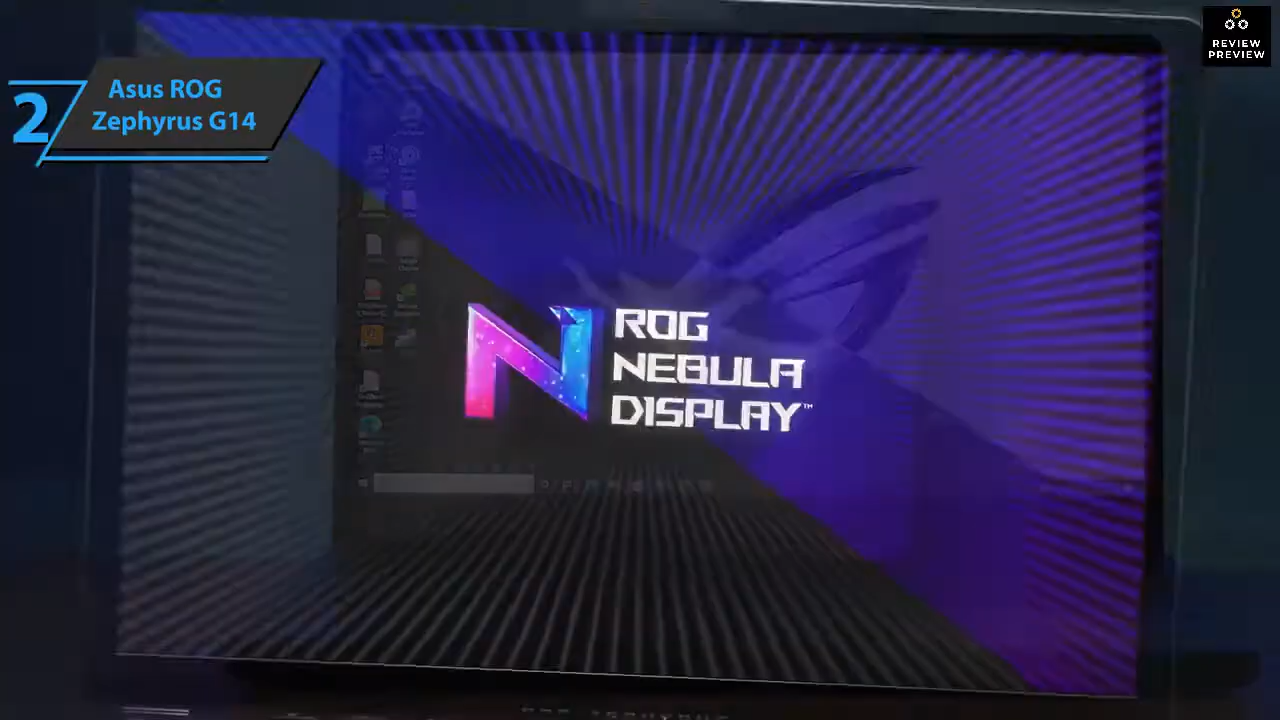 2
Asus ROG
Zephyrus G14
REVIEW
PREVIEW
ROG
NEBULA
DISPLAY™